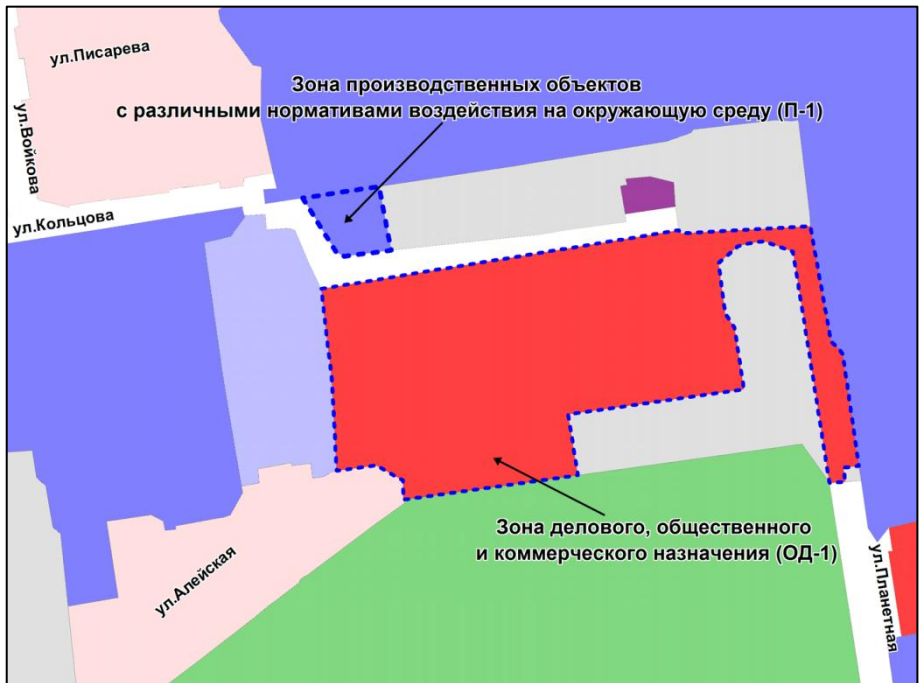 ул.Писарева
Зона производственных объектов
с различными нормативами воздействия на окружающую среду (П-1)
ул.Войкова
ул.Кольцова
Зона делового, общественного
и коммерческого назначения (ОД-1)
ул.Алейская
ул.Планетная